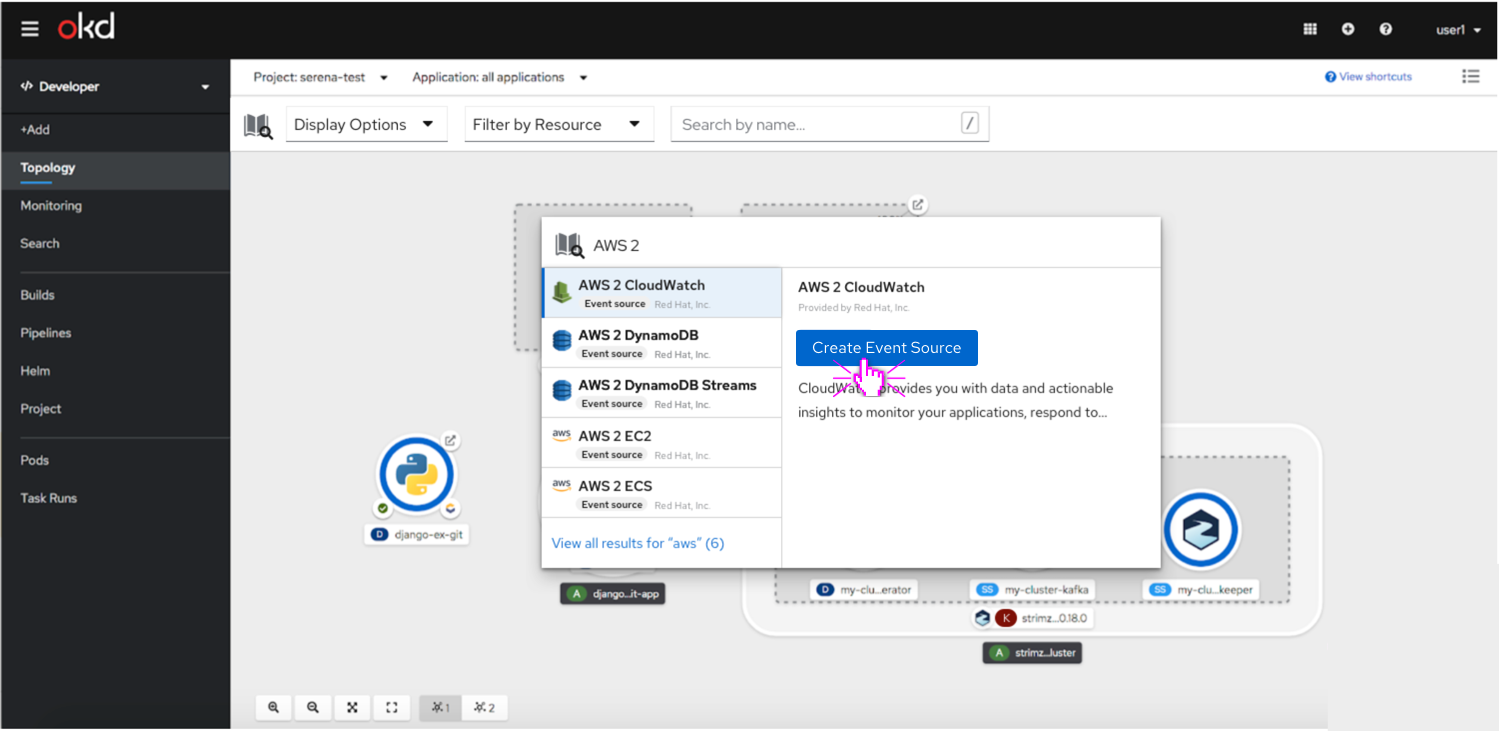 okd
user1
Developer
Project: serena-test
Application: all applications
View shortcuts
+Add
Display Options
Filter by Resource
Search by name...
/
Topology
Monitoring
Search
Builds
Pipelines
Helm
Project
Pods
Task Runs
AWS 2
AWS 2 CloudWatch
Event source Red Hat, Inc.
AWS 2 DynamoDB
Event source Red Hat, Inc.
AWS 2 DynamoDB Streams
Event source Red Hat, Inc.
aws AWS 2 EC2
Event source Red Hat, Inc.
aws AWS 2 ECS
Event source Red Hat, Inc.
View all results for “aws” (6)
AWS 2 CloudWatch
Provided by Red Hat, Inc.
Create Event Source
CloudWatch provides you with data and actionable
insights to monitor your applications, respond to...
D django-ex-git
A django...it-app
D my-clu...erator
SS my-cluster-kafka
SS my-clu...keeper
K strimz...0.18.0
A strimz...luster
1
2